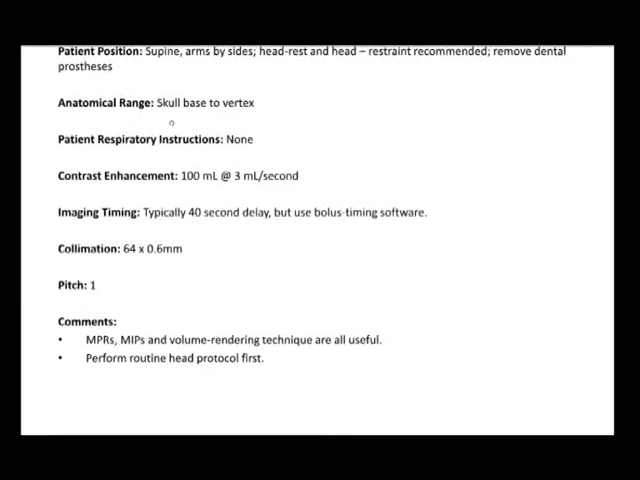 Patient Position: Supine, arms by sides; head-rest and head – restraint recommended; remove dental
prostheses
Anatomical Range: Skull base to vertex
Patient Respiratory Instructions: None
Contrast Enhancement: 100 mL @ 3 mL/second
Imaging Timing: Typically 40 second delay, but use bolus-timing software.
Collimation: 64 x 0.6mm
Pitch: 1
Comments:
• MPRs, MIPs and volume-rendering technique are all useful.
• Perform routine head protocol first.